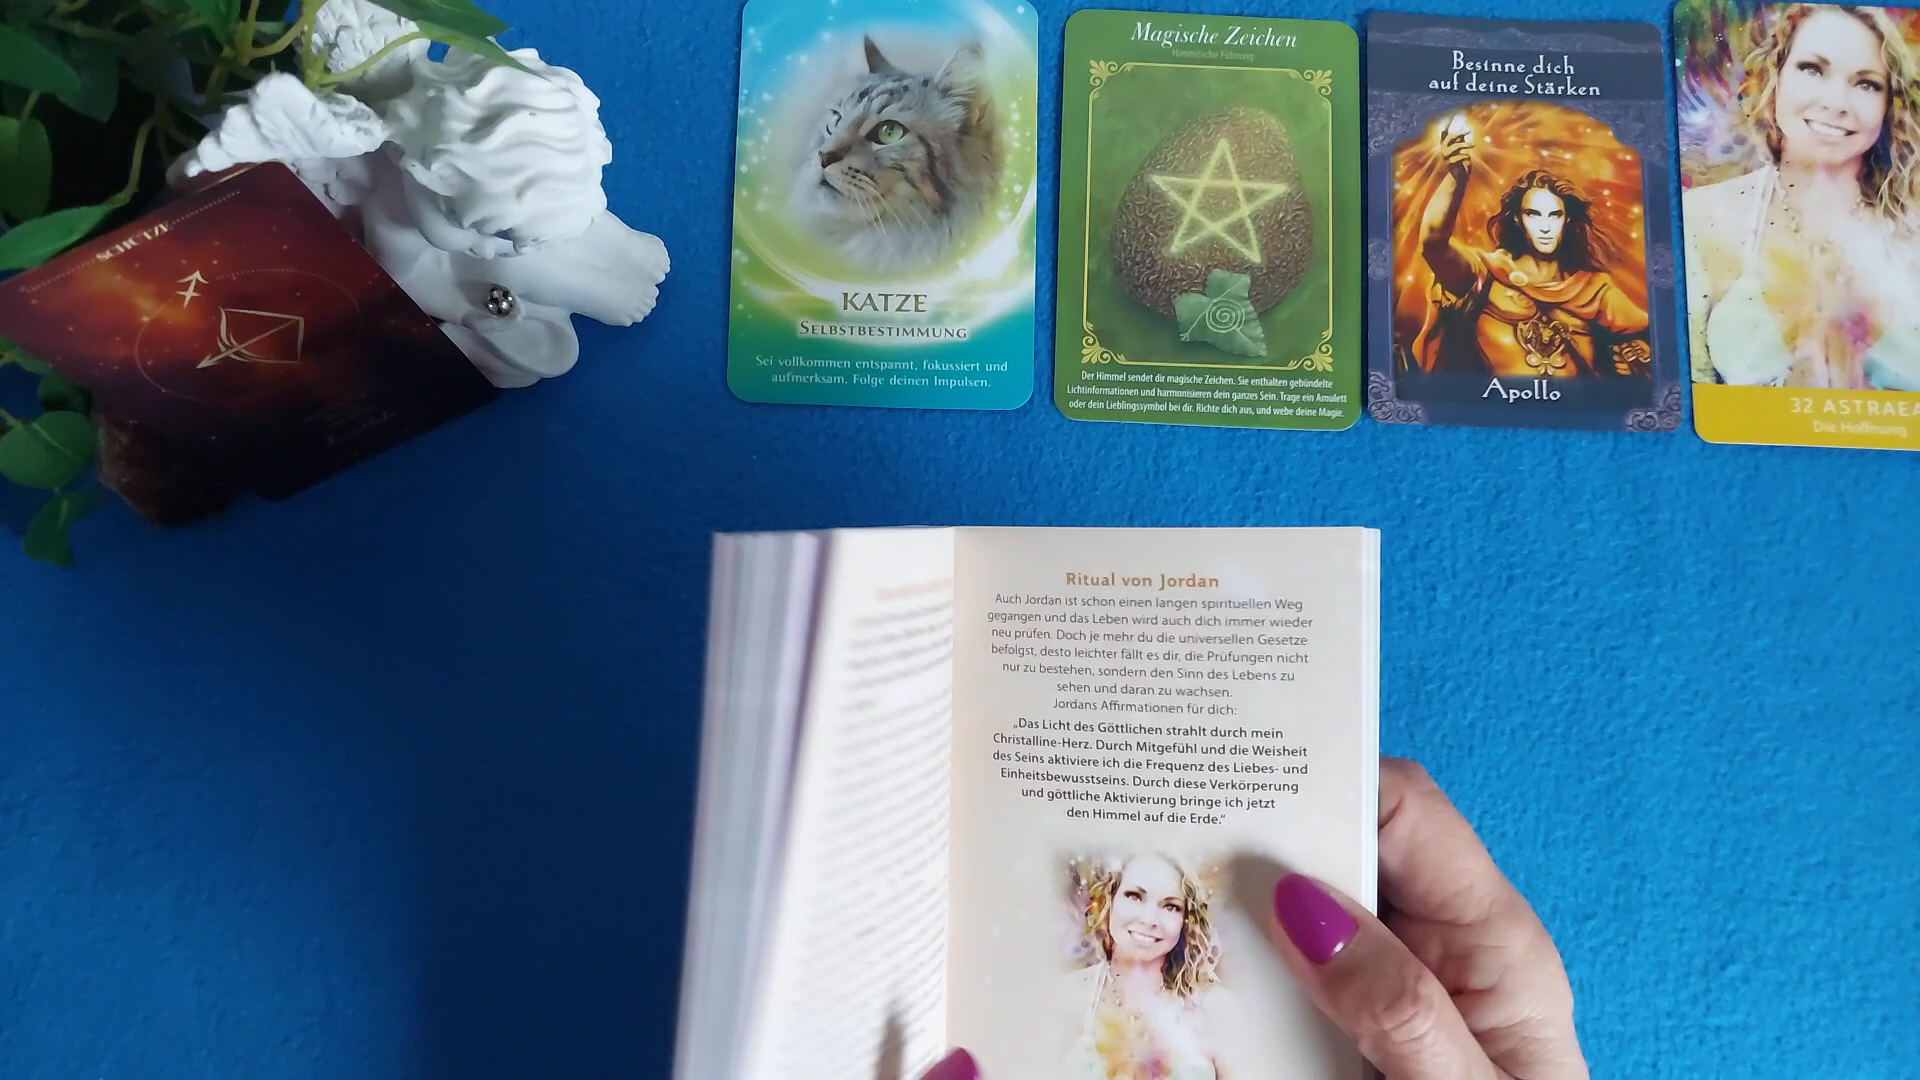 SCHÜTZE
KATZE
SELBSTBESTIMMUNG
Sei vollkommen entspannt, fokussiert und
aufmerksam. Folge deinen Impulsen.
Magische Zeichen
Himmlische Führung
Der Himmel sendet dir magische Zeichen. Sie enthalten gebündelte
Lichtinformationen und harmonisieren dein ganzes Sein. Trage ein Amulett
oder dein Lieblingssymbol bei dir. Richte dich aus, und webe deine Magie.
Besinne dich
auf deine Stärken
Apollo
32 ASTRAEA
Die Hoffnung
Ritual von Jordan
Auch Jordan ist schon einen langen spirituellen Weg
gegangen und das Leben wird auch dich immer wieder
neu prüfen. Doch je mehr du die universellen Gesetze
befolgst, desto leichter fällt es dir, die Prüfungen nicht
nur zu bestehen, sondern den Sinn des Lebens zu
sehen und daran zu wachsen.
Jordans Affirmationen für dich:
„Das Licht des Göttlichen strahlt durch mein
Christalline-Herz. Durch Mitgefühl und die Weisheit
des Seins aktiviere ich die Frequenz des Liebes- und
Einheitsbewusstseins. Durch diese Verkörperung
und göttliche Aktivierung bringe ich jetzt
den Himmel auf die Erde.“